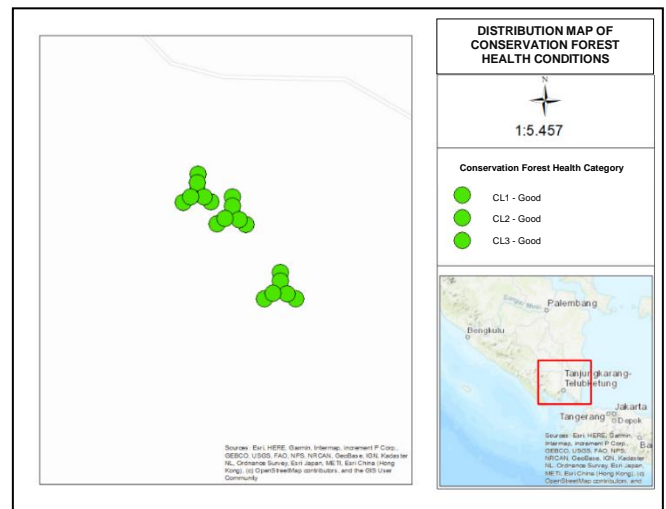 DISTRIBUTION MAP OF
CONSERVATION FOREST
HEALTH CONDITIONS
N
1:5.457
Conservation Forest Health Category
CL1 - Good
CL2 - Good
CL3 - Good
Sources: Esri, HERE, Garmin, Intermap, increment P Corp.,
GEBCO, USGS, FAO, NPS, NRCAN, GeoBase, IGN, Kadaster
NL, Ordnance Survey, Esri Japan, METI, Esri China (Hong
Kong), (c) OpenStreetMap contributors, and the GIS User
Community
Palembang
Bengkulu
Tanjungkarang-
Telukbetung
Jakarta
Tangerang
Depok
Ba
Sources: Esri, HERE, Garmin,
Intermap, increment P Corp.,
GEBCO, USGS, FAO, NPS,
NRCAN, GeoBase, IGN, Kadaster
NL, Ordnance Survey, Esri Japan,
METI, Esri China (Hong Kong), (c)
OpenStreetMap contributors, and